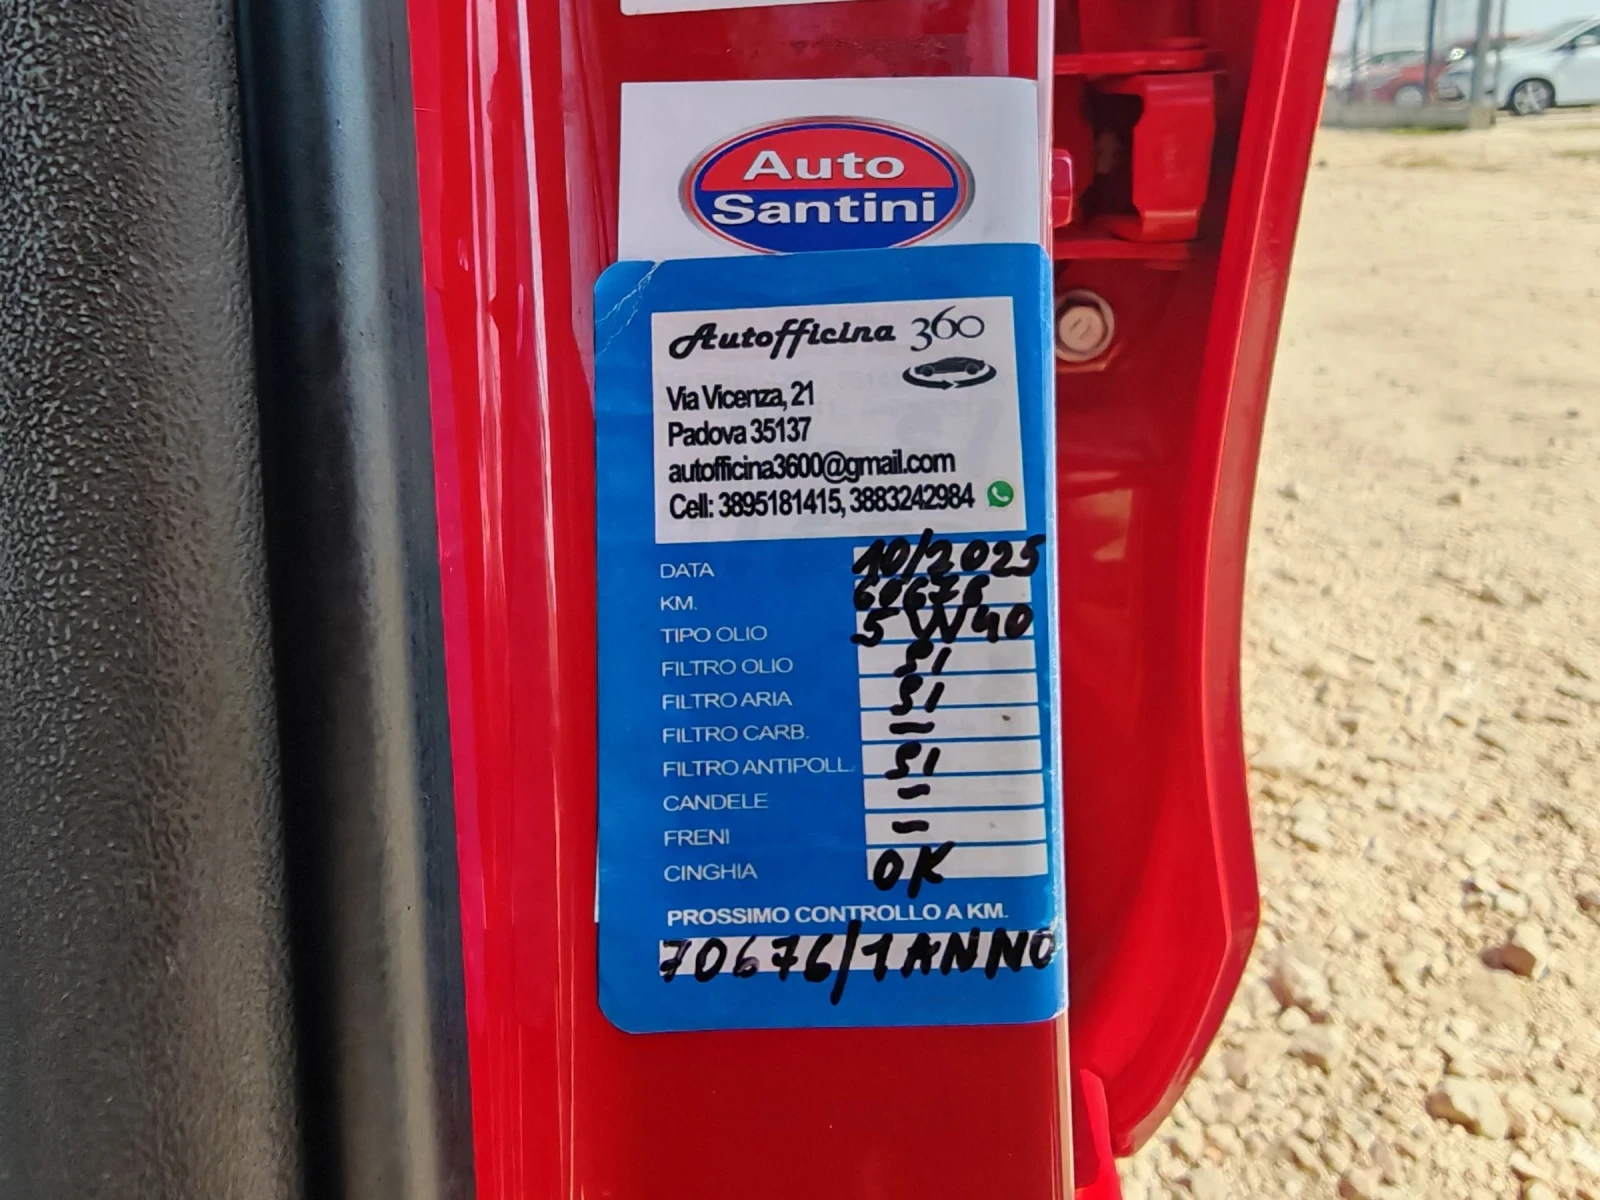 Auto
Santini
Autofficina 360
Via Vicenza, 21
Padova 35137
autofficina3600@gmail.com
Cell: 3895181415, 3883242984
DATA 10/2025
KM. 60676
TIPO OLIO 5W40
FILTRO OLIO SI
FILTRO ARIA SI
FILTRO CARB. –
FILTRO ANTIPOLL. SI
CANDELE –
FRENI –
CINGHIA OK
PROSSIMO CONTROLLO A KM.
70676/1ANNO